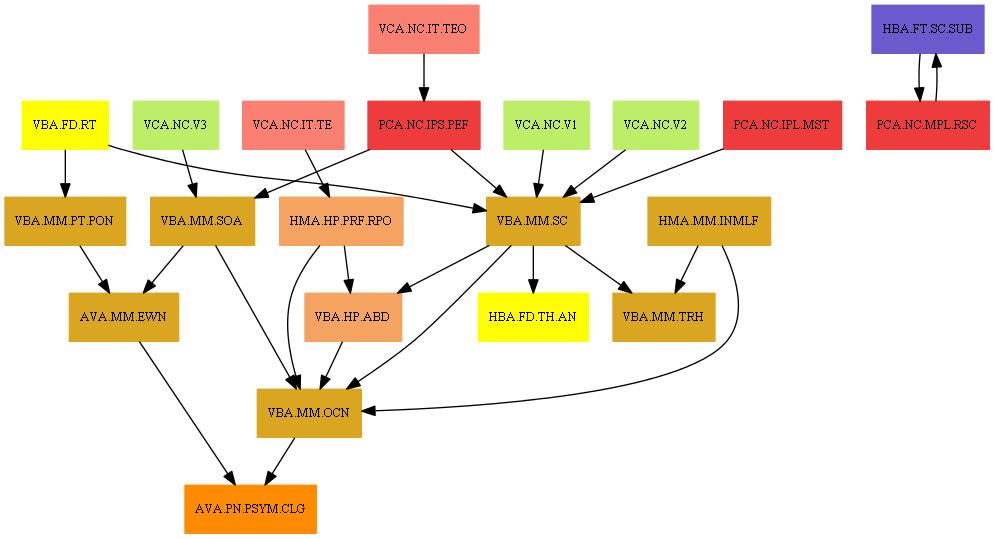 VCA.NC.IT.TEO
HBA.FT.SC.SUB
VBA.FD.RT
VCA.NC.V3
VCA.NC.IT.TE
PCA.NC.IPS.PEF
VCA.NC.V1
VCA.NC.V2
PCA.NC.IPL.MST
PCA.NC.MPL.RSC
VBA.MM.PT.PON
VBA.MM.SOA
HMA.HP.PRF.RPO
VBA.MM.SC
HMA.MM.INMLF
AVA.MM.EWN
VBA.HP.ABD
HBA.FD.TH.AN
VBA.MM.TRH
VBA.MM.OCN
AVA.PN.PSYM.CLG